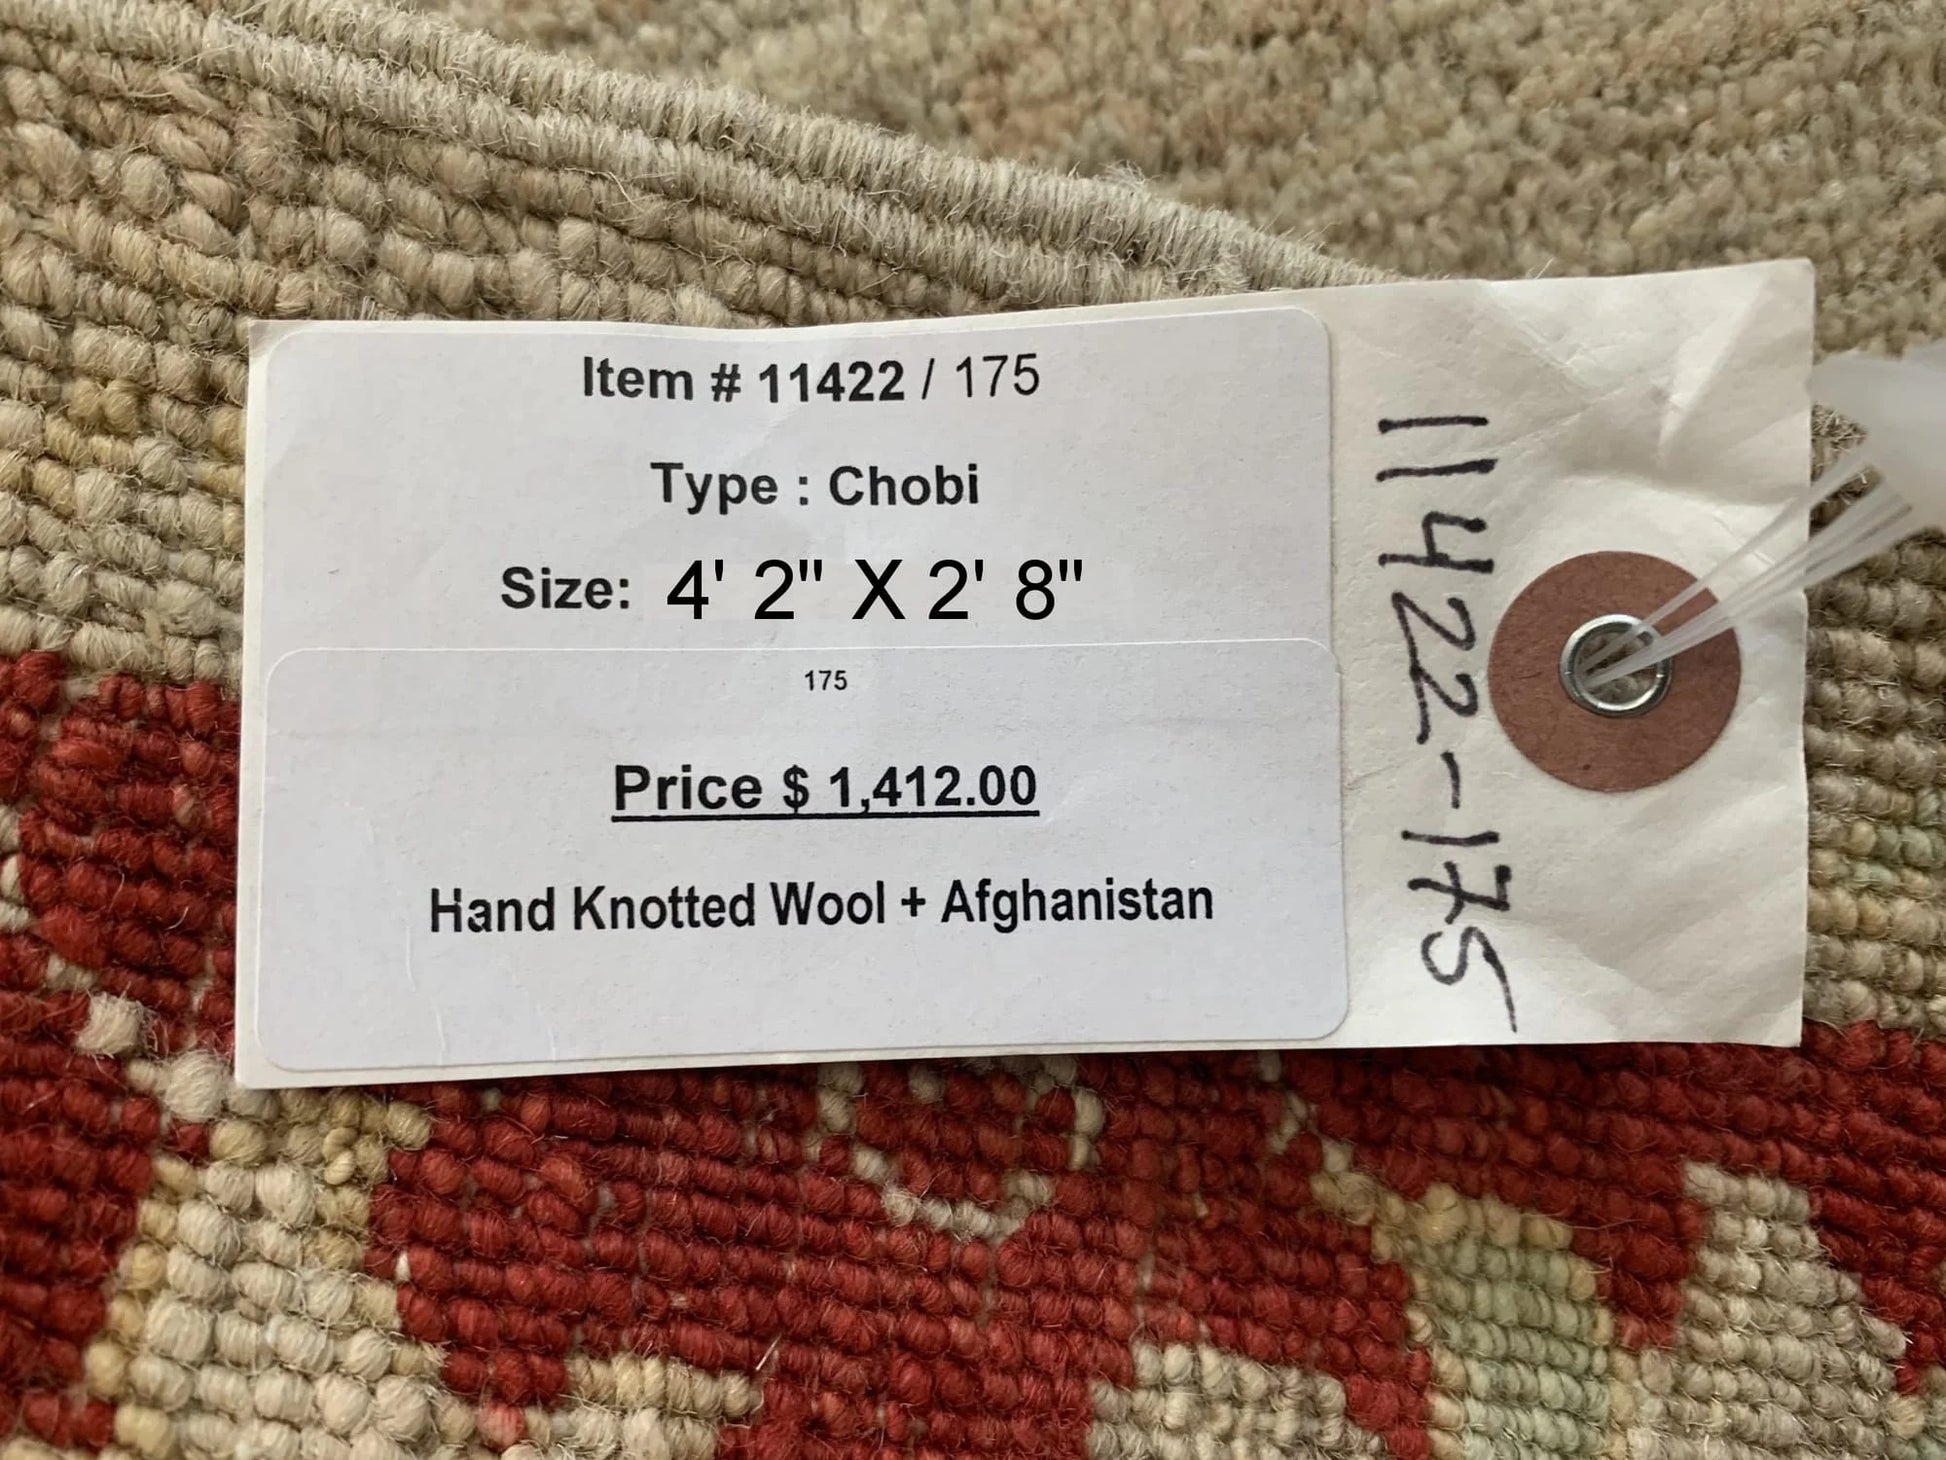 Item # 11422 / 175
Type : Chobi
Size: 4' 2" X 2' 8"
175
Price $ 1,412.00
Hand Knotted Wool + Afghanistan
11422-175